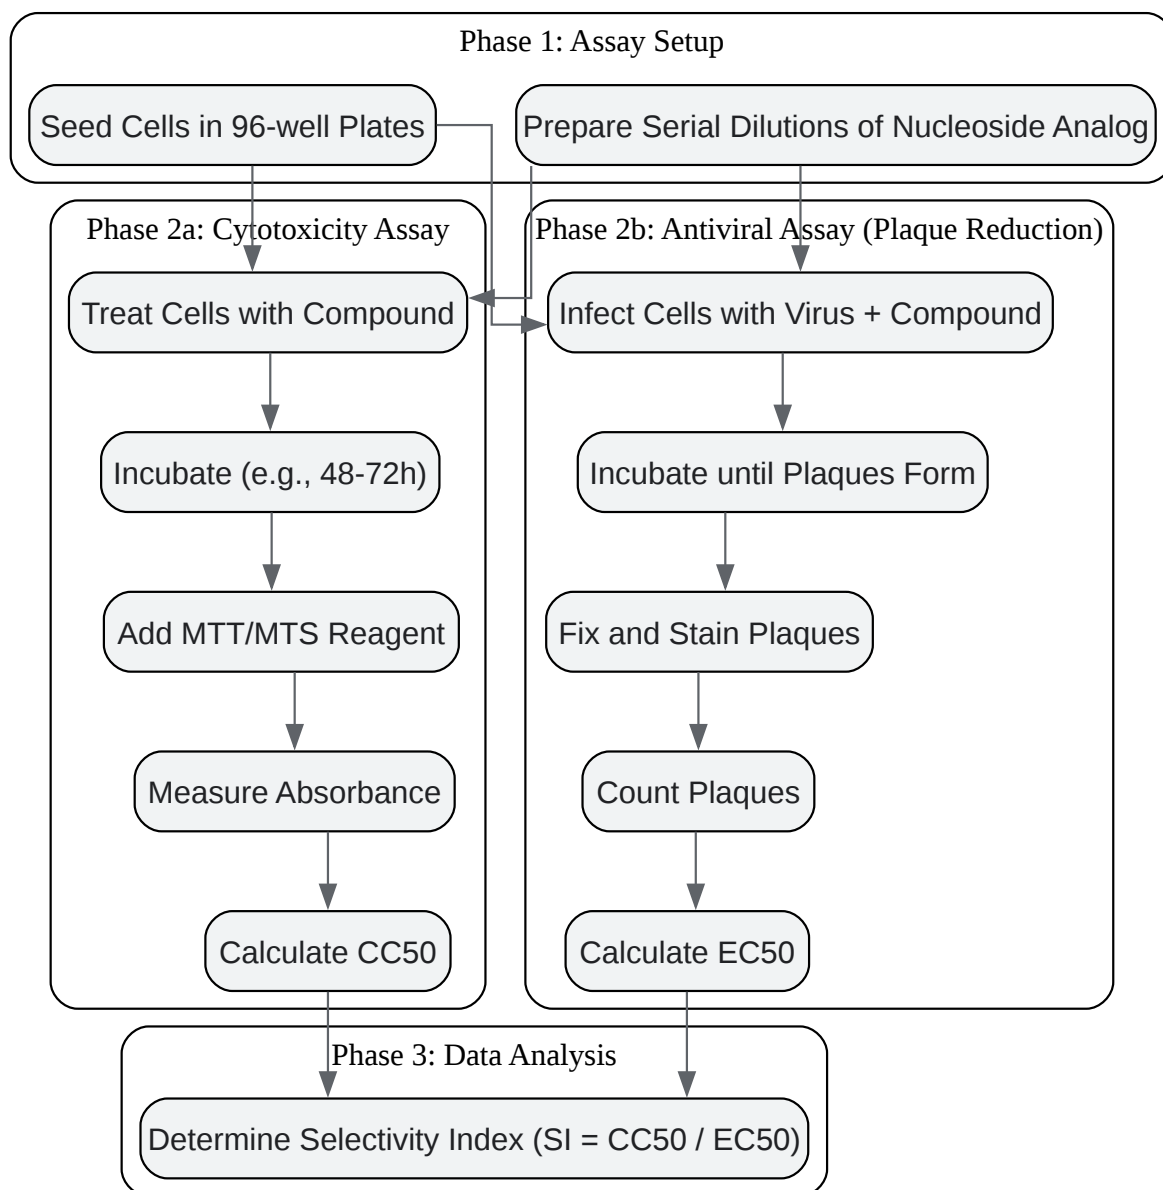 Phase 1: Assay Setup
Seed Cells in 96-well Plates
Prepare Serial Dilutions of Nucleoside Analog
Phase 2a: Cytotoxicity Assay
Treat Cells with Compound
Incubate (e.g., 48-72h)
Add MTT/MTS Reagent
Measure Absorbance
Calculate CC50
Phase 2b: Antiviral Assay (Plaque Reduction)
Infect Cells with Virus + Compound
Incubate until Plaques Form
Fix and Stain Plaques
Count Plaques
Calculate EC50
Phase 3: Data Analysis
Determine Selectivity Index (SI = CC50 / EC50)